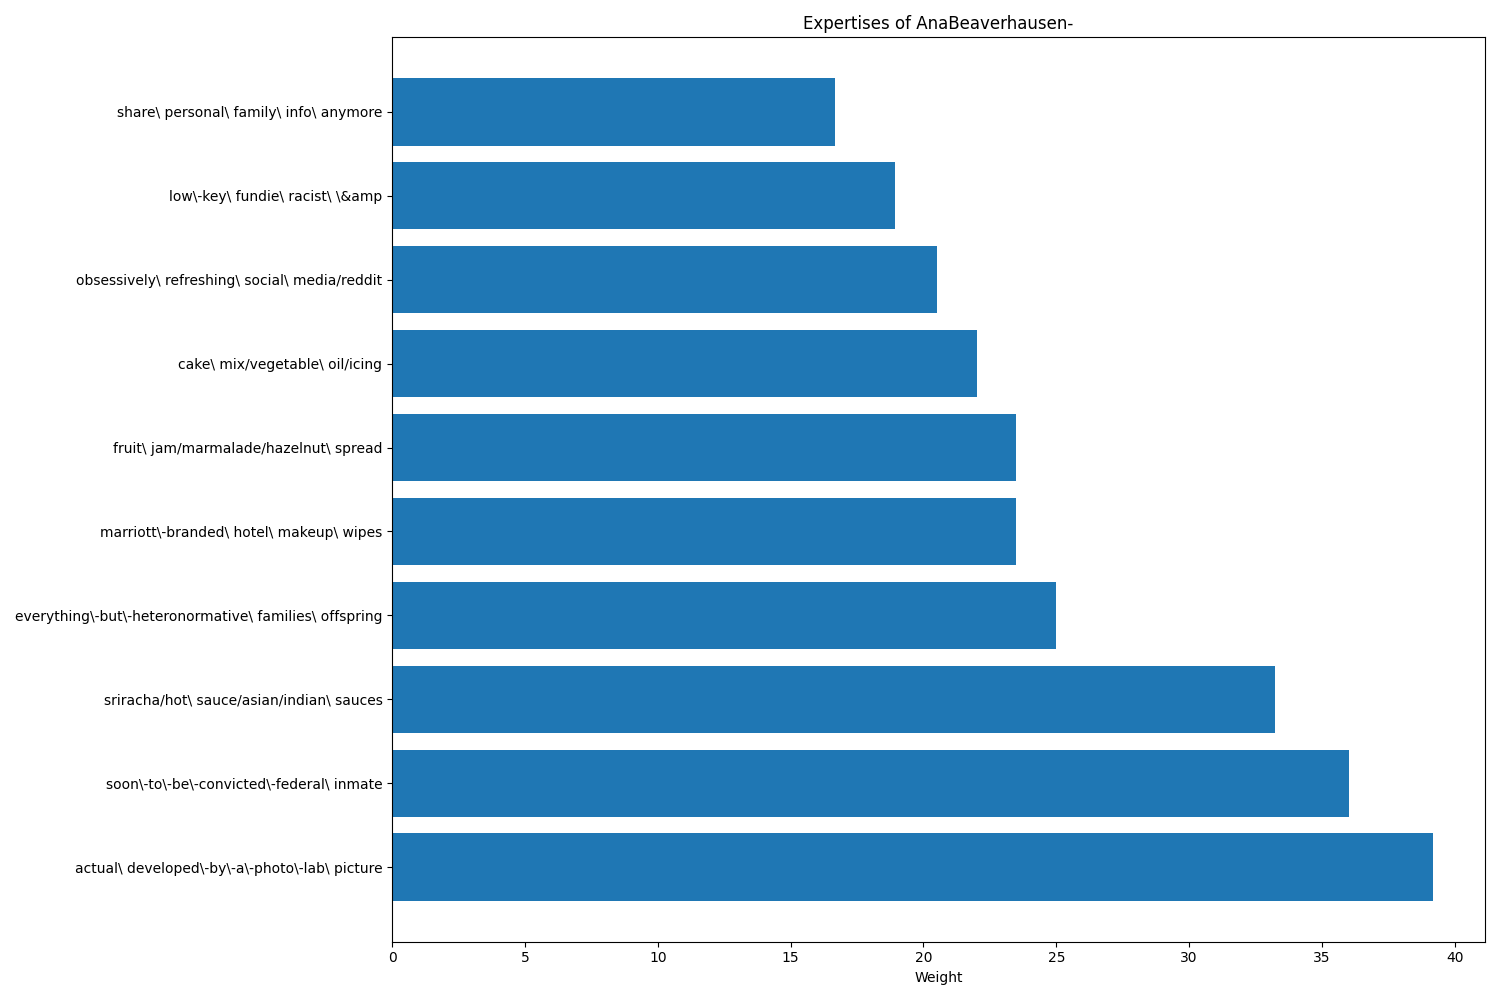 Expertises of AnaBeaverhausen-
share\ personal\ family\ info\ anymore
low\-key\ fundie\ racist\ \&amp
obsessively\ refreshing\ social\ media/reddit
cake\ mix/vegetable\ oil/icing
fruit\ jam/marmalade/hazelnut\ spread
marriott\-branded\ hotel\ makeup\ wipes
everything\-but\-heteronormative\ families\ offspring
sriracha/hot\ sauce/asian/indian\ sauces
soon\-to\-be\-convicted\-federal\ inmate
actual\ developed\-by\-a\-photo\-lab\ picture
0 5 10 15 20 25 30 35 40
Weight